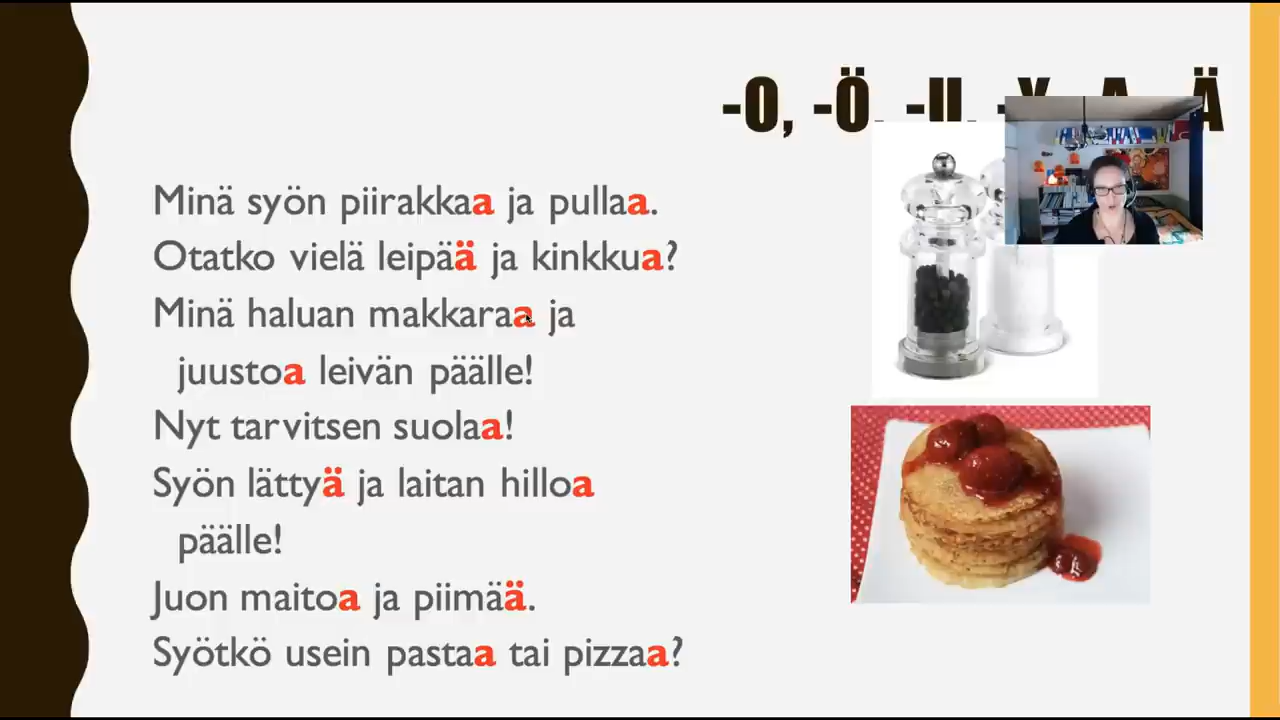 -O, -Ö, -U, -Y, -A, -Ä
Minä syön piirakkaa ja pullaa.
Otatko vielä leipää ja kinkkua?
Minä haluan makkaraa ja
juustoa leivän päälle!
Nyt tarvitsen suolaa!
Syön lättyä ja laitan hilloa
päälle!
Juon maitoa ja piimää.
Syötkö usein pastaa tai pizzaa?